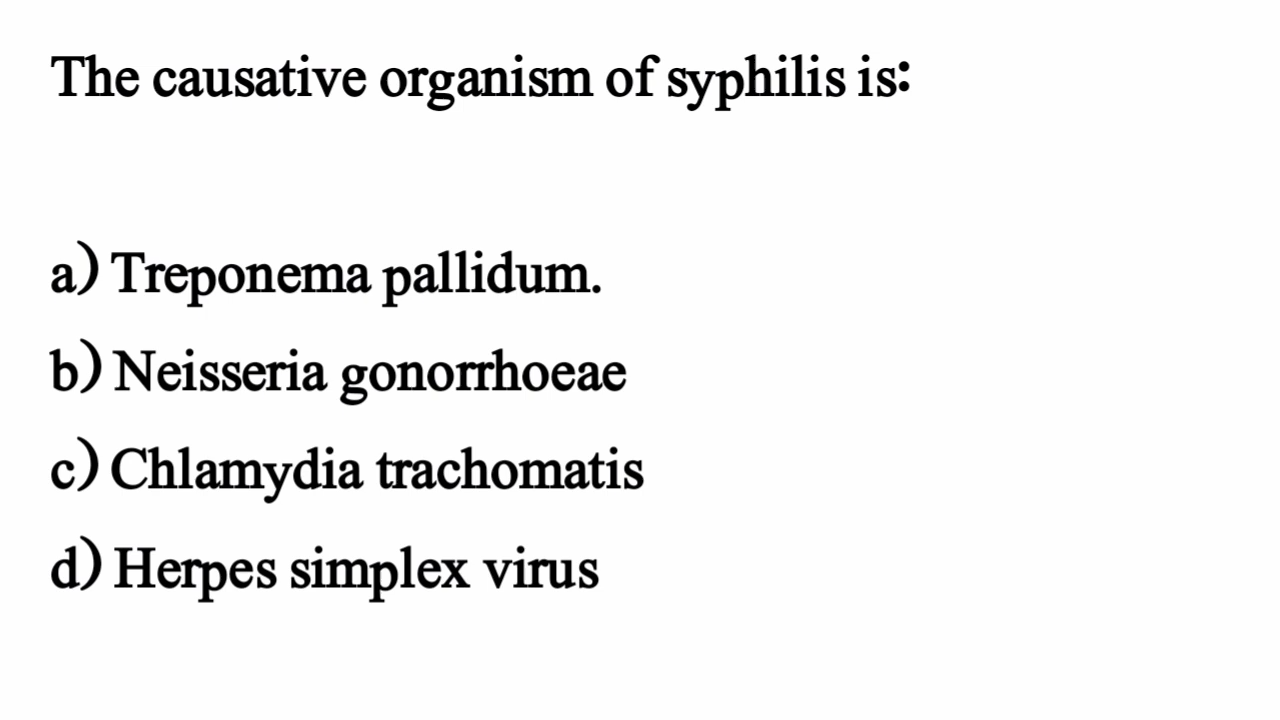 The causative organism of syphilis is:
a) Treponema pallidum.
b) Neisseria gonorrhoeae
c) Chlamydia trachomatis
d) Herpes simplex virus